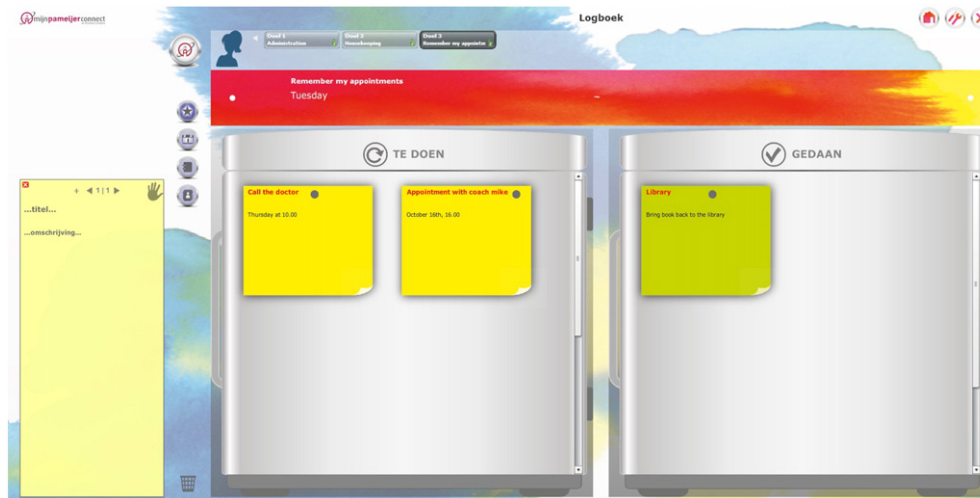 mijnpameijer connect
Logboek
Doel 1
Administration
Doel 2
Housekeeping
Doel 3
Remember my appointm
Remember my appointments
Tuesday
TE DOEN
GEDAAN
+ ◀ 1 | 1 ▶
...titel...
...omschrijving...
Call the doctor
Thursday at 10.00
Appointment with coach mike
October 16th, 16.00
Library
Bring book back to the library